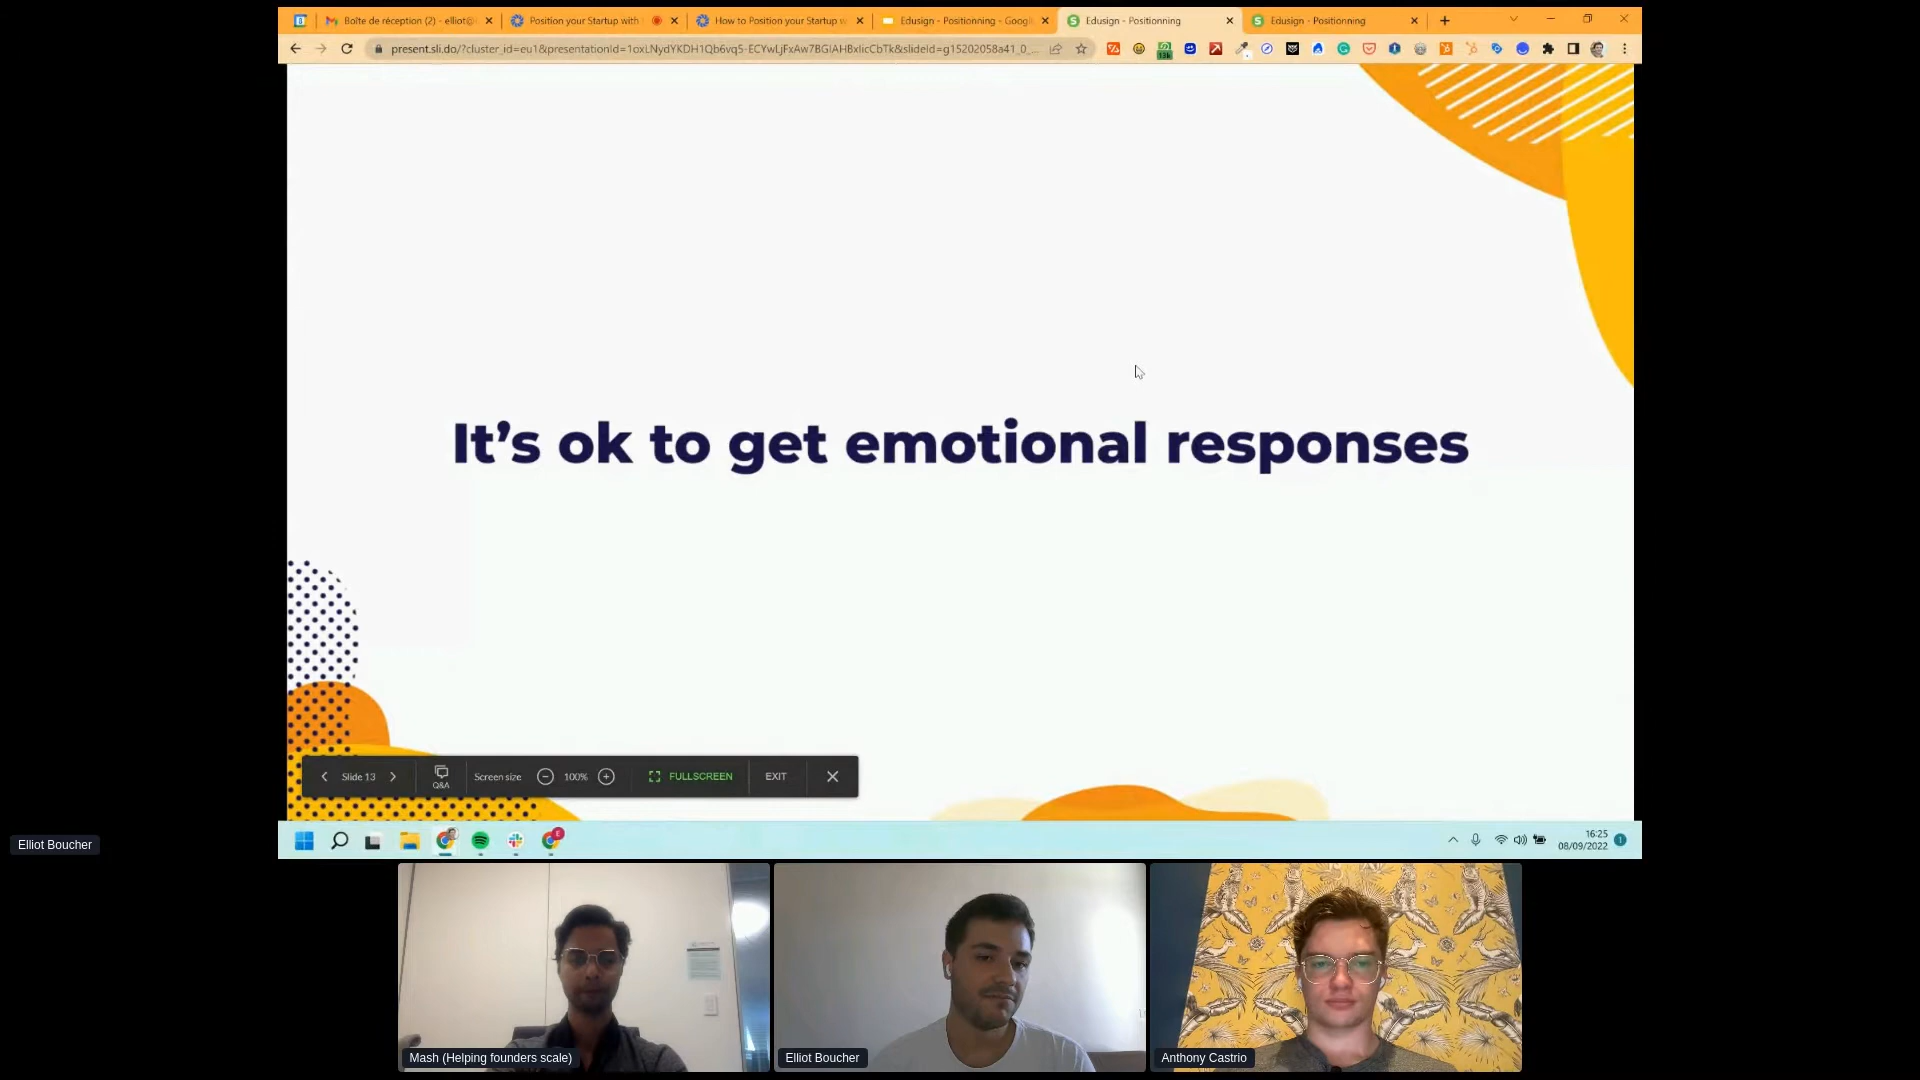 Boîte de réception (2) - elliot@
Position your Startup with
How to Position your Startup w
Edusign - Positionning - Googl
Edusign - Positionning
Edusign - Positionning
present.sli.do/?cluster_id=eu1&presentationId=1oxLNydYKDH1Qb6vq5-ECYwLjFxAw7BGIAHBxlicCbTk&slideId=g15202058a41_0_...
It's ok to get emotional responses
Slide 13
Q&A
Screen size
100%
FULLSCREEN
EXIT
16:25
08/09/2022
1
Elliot Boucher
Mash (Helping founders scale)
Elliot Boucher
Anthony Castrio